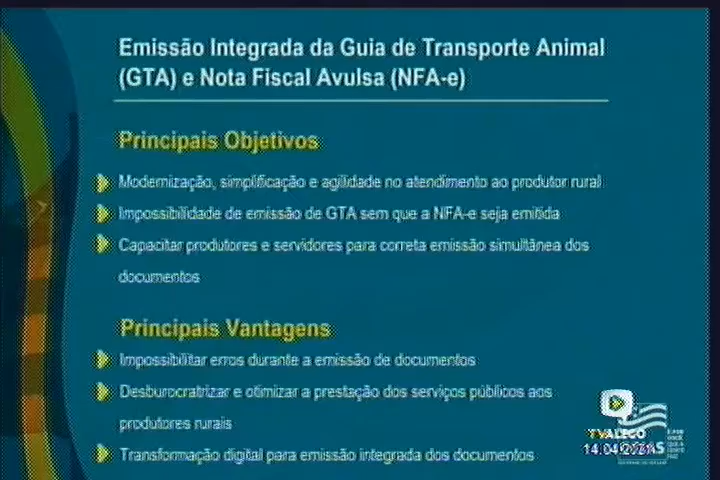 Emissão Integrada da Guia de Transporte Animal
(GTA) e Nota Fiscal Avulsa (NFA-e)
Principais Objetivos
Modernização, simplificação e agilidade no atendimento ao produtor rural
Impossibilidade de emissão de GTA sem que a NFA-e seja emitida
Capacitar produtores e servidores para correta emissão simultânea dos
documentos
Principais Vantagens
Impossibilitar erros durante a emissão de documentos
Desburocratizar e otimizar a prestação dos serviços públicos aos
produtores rurais
Transformação digital para emissão integrada dos documentos
TV ALEGO